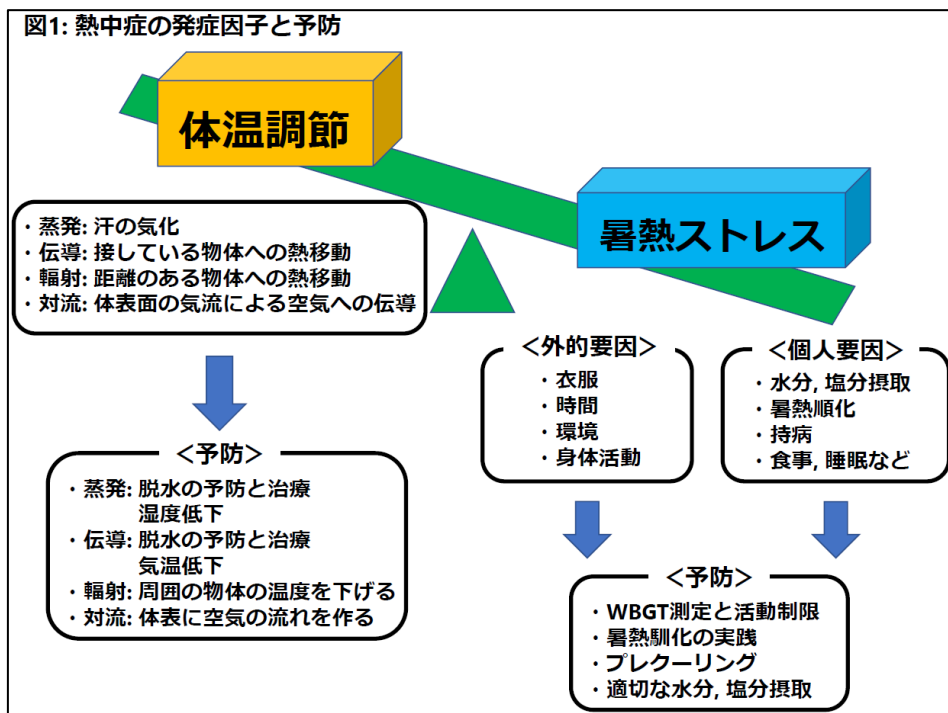 図1: 熱中症の発症因子と予防
体温調節
暑熱ストレス
・蒸発: 汗の気化
・伝導: 接している物体への熱移動
・輻射: 距離のある物体への熱移動
・対流: 体表面の気流による空気への伝導
＜予防＞
・蒸発: 脱水の予防と治療
湿度低下
・伝導: 脱水の予防と治療
気温低下
・輻射: 周囲の物体の温度を下げる
・対流: 体表に空気の流れを作る
＜外的要因＞
・衣服
・時間
・環境
・身体活動
＜個人要因＞
・水分, 塩分摂取
・暑熱順化
・持病
・食事, 睡眠など
＜予防＞
・WBGT測定と活動制限
・暑熱馴化の実践
・プレクーリング
・適切な水分, 塩分摂取